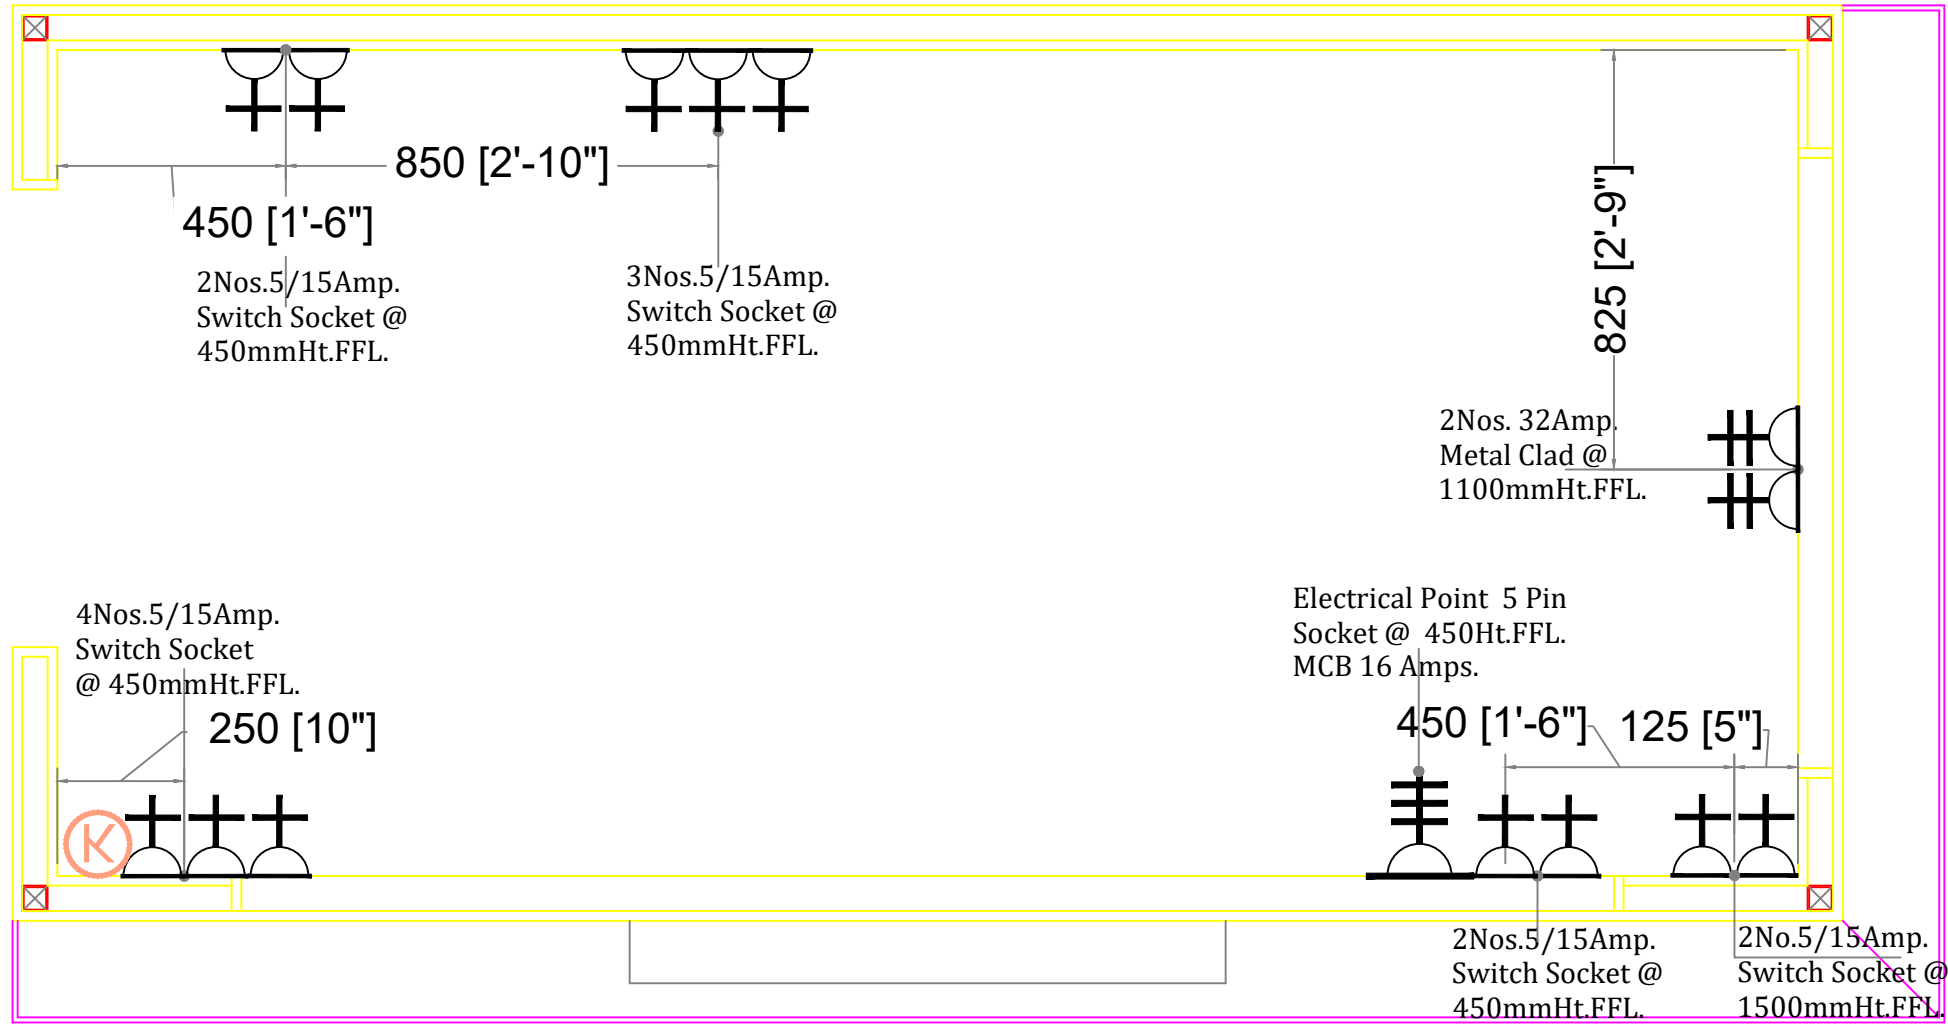 850 [2'-10"]
450 [1'-6"]
2Nos.5/15Amp.
Switch Socket @
450mmHt.FFL.
3Nos.5/15Amp.
Switch Socket @
450mmHt.FFL.
825 [2'-9"]
2Nos. 32Amp.
Metal Clad @
1100mmHt.FFL.
4Nos.5/15Amp.
Switch Socket
@ 450mmHt.FFL.
250 [10"]
K
Electrical Point 5 Pin
Socket @ 450Ht.FFL.
MCB 16 Amps.
450 [1'-6"]
125 [5"]
2Nos.5/15Amp.
Switch Socket @
450mmHt.FFL.
2No.5/15Amp.
Switch Socket @
1500mmHt.FFL.